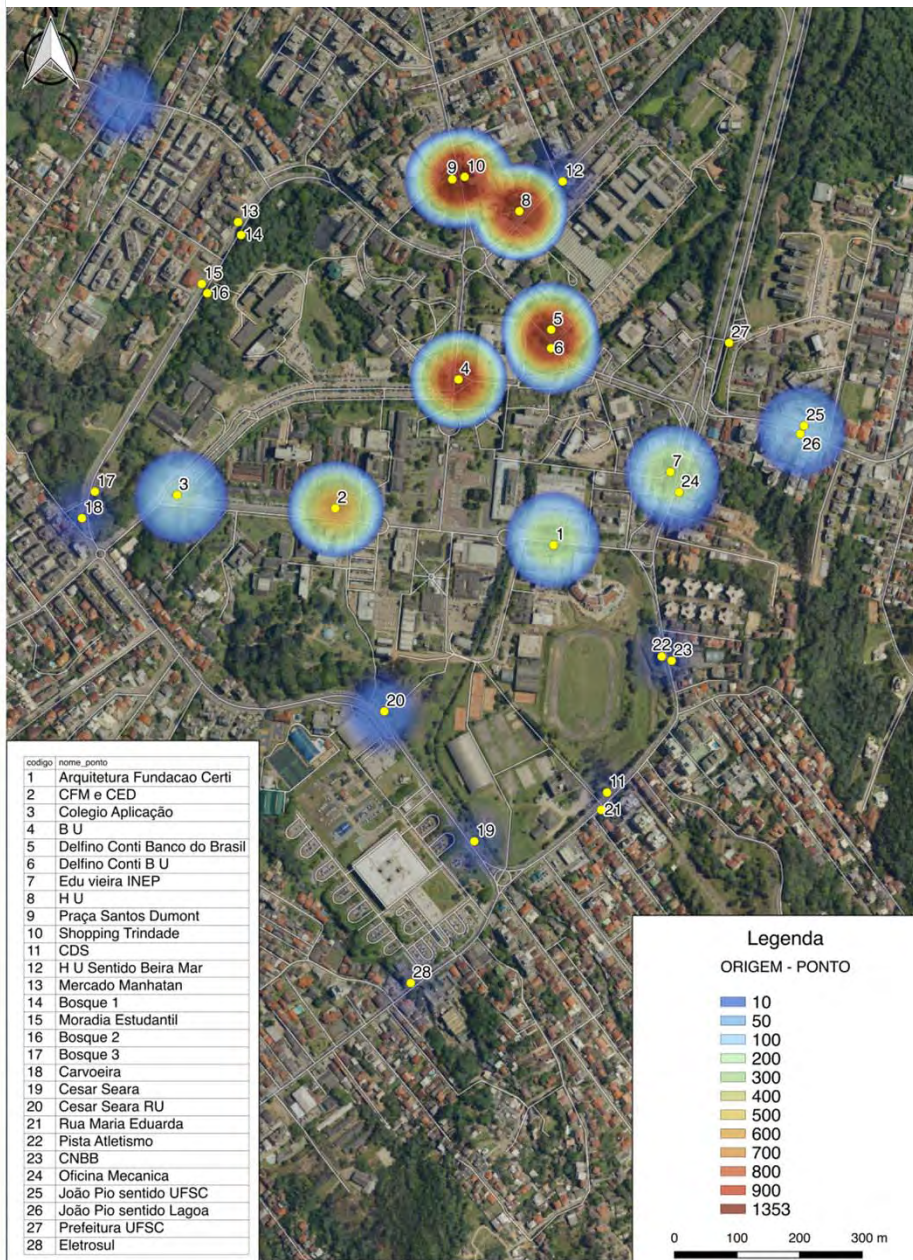 N
9 10
12
8
13
14
15
16
5
27
6
4
25
26
7
3
24
17
2
18
1
22 23
20
11
21
19
28
codigo nome_ponto
1 Arquitetura Fundacao Certi
2 CFM e CED
3 Colegio Aplicação
4 B U
5 Delfino Conti Banco do Brasil
6 Delfino Conti B U
7 Edu vieira INEP
8 H U
9 Praça Santos Dumont
10 Shopping Trindade
11 CDS
12 H U Sentido Beira Mar
13 Mercado Manhatan
14 Bosque 1
15 Moradia Estudantil
16 Bosque 2
17 Bosque 3
18 Carvoeira
19 Cesar Seara
20 Cesar Seara RU
21 Rua Maria Eduarda
22 Pista Atletismo
23 CNBB
24 Oficina Mecanica
25 João Pio sentido UFSC
26 João Pio sentido Lagoa
27 Prefeitura UFSC
28 Eletrosul
Legenda
ORIGEM - PONTO
10
50
100
200
300
400
500
600
700
800
900
1353
0 100 200 300 m